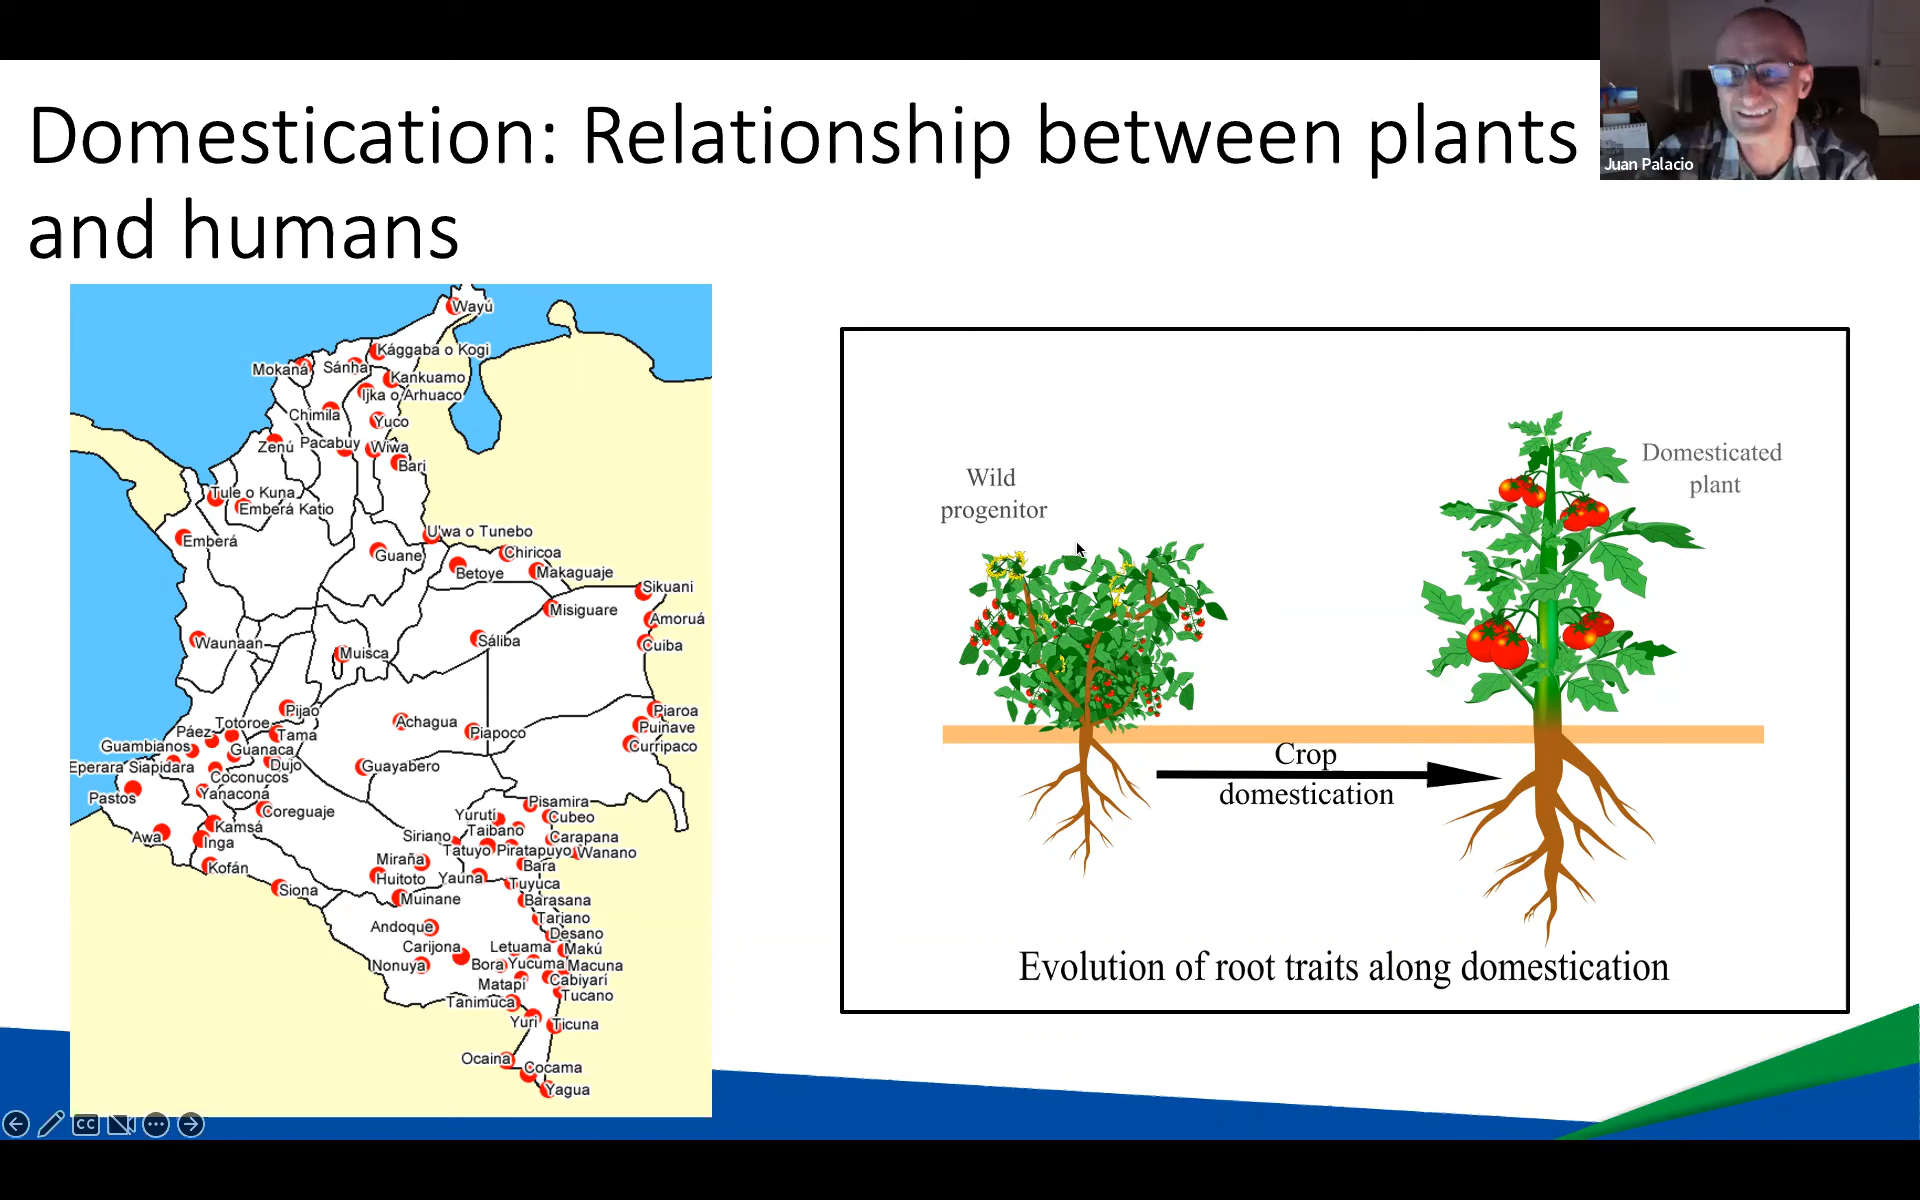 Domestication: Relationship between plants
and humans
Juan Palacio
Wayú
Kággaba o Kogi
Mokaná
Sánha
Kankuamo
Ijka o Arhuaco
Chimila
Yuco
Zenú
Pacabuy
Wiwa
Bari
Tule o Kuna
Emberá Katio
Emberá
U'wa o Tunebo
Guane
Chiricoa
Betoye
Makaguaje
Sikuani
Misiguare
Amoruá
Waunaan
Sáliba
Cuiba
Muisca
Pijao
Totoroe
Achagua
Piaroa
Páez
Tama
Piapoco
Puinave
Guambianos
Guanaca
Curripaco
Eperara Siapidara
Dujo
Guayabero
Coconucos
Yanacona
Pastos
Coreguaje
Pisamira
Yurutí
Cubeo
Kamsá
Taibano
Awa
Inga
Siriano
Carapana
Tatuyo
Piratapuyo
Wanano
Miraña
Bara
Kofán
Huitoto
Yauna
Tuyuca
Siona
Muinane
Barasana
Tariano
Andoque
Desano
Carijona
Letuama
Makú
Nonuya
Bora
Yucuma
Macuna
Matapí
Cabiyarí
Tanimuca
Tucano
Yuri
Ticuna
Ocaina
Cocama
Yagua
Wild
progenitor
Domesticated
plant
Crop
domestication
Evolution of root traits along domestication
CC